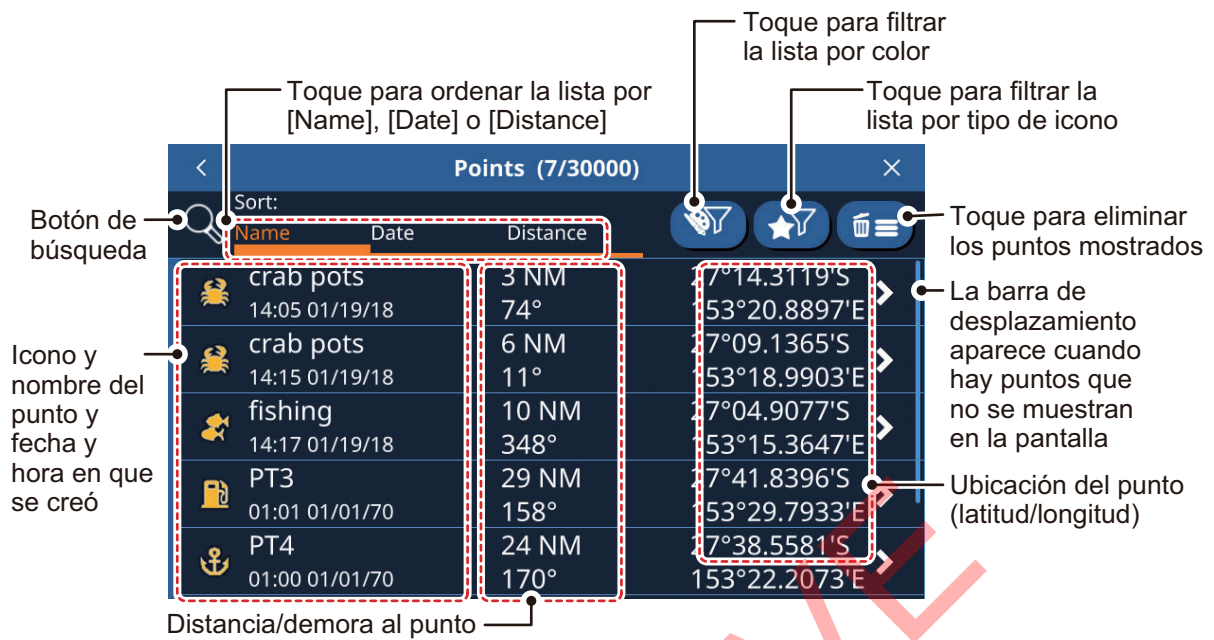 Toque para filtrar
la lista por color
Toque para ordenar la lista por
[Name], [Date] o [Distance]
Toque para filtrar la
lista por tipo de icono
Points (7/30000)
Botón de
búsqueda
Sort:
Name Date Distance
Toque para eliminar
los puntos mostrados
crab pots 3 NM 27°14.3119'S
14:05 01/19/18 74° 153°20.8897'E
crab pots 6 NM 27°09.1365'S
14:15 01/19/18 11° 153°18.9903'E
fishing 10 NM 27°04.9077'S
14:17 01/19/18 348° 153°15.3647'E
PT3 29 NM 27°41.8396'S
01:01 01/01/70 158° 153°29.7933'E
PT4 24 NM 27°38.5581'S
01:00 01/01/70 170° 153°22.2073'E
Icono y
nombre del
punto y
fecha y
hora en que
se creó
La barra de
desplazamiento
aparece cuando
hay puntos que
no se muestran
en la pantalla
Ubicación del punto
(latitud/longitud)
Distancia/demora al punto